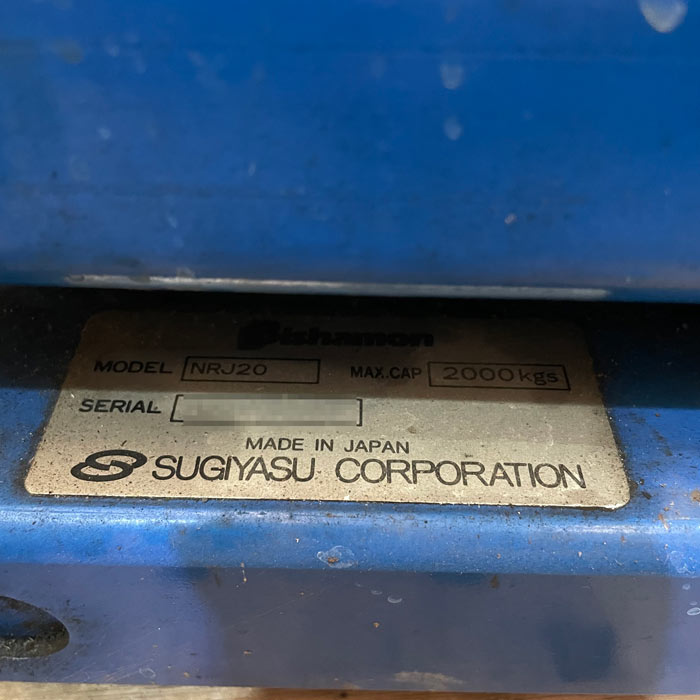 Bishamon
MODEL NRJ20 MAX.CAP 2000kgs
SERIAL
MADE IN JAPAN
SUGIYASU CORPORATION